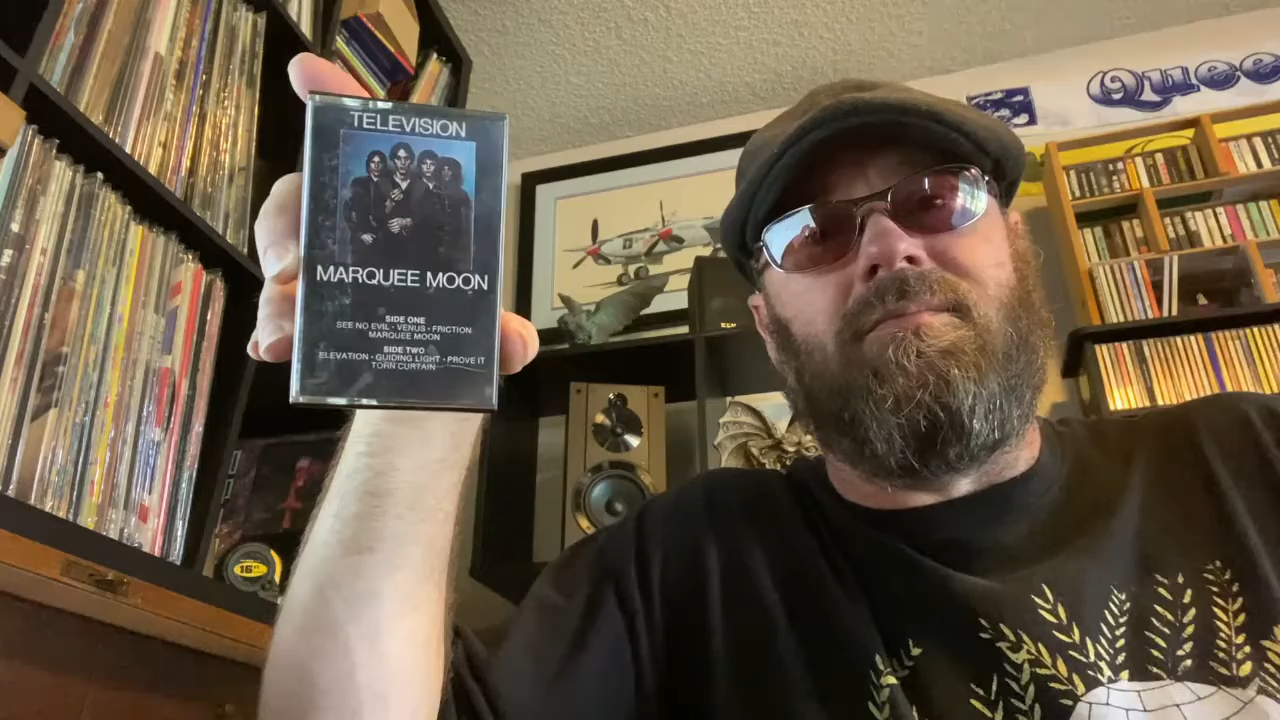 TELEVISION
MARQUEE MOON
SIDE ONE
SEE NO EVIL • VENUS • FRICTION
MARQUEE MOON
SIDE TWO
ELEVATION • GUIDING LIGHT • PROVE IT
TORN CURTAIN
Quee
16FT